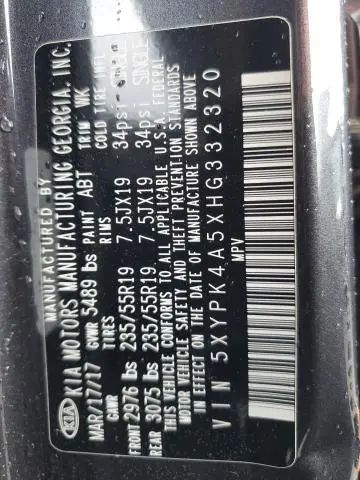 MANUFACTURED BY
KIA KIA MOTORS MANUFACTURING GEORGIA, INC.
MAR/17/17 GVWR 5489 lbs PAINT ABT TRIM WK
GAWR TIRES RIMS COLD TIRE
FRONT 2976 lbs 235/55R19 7.5JX19 34psi
REAR 3075 lbs 235/55R19 7.5JX19 34psi SINGLE
THIS VEHICLE CONFORMS TO ALL APPLICABLE U.S.A. FEDERAL
MOTOR VEHICLE SAFETY AND THEFT PREVENTION STANDARDS
IN EFFECT ON THE DATE OF MANUFACTURE SHOWN ABOVE
VIN 5XYPK4A5XHG332320
MPV